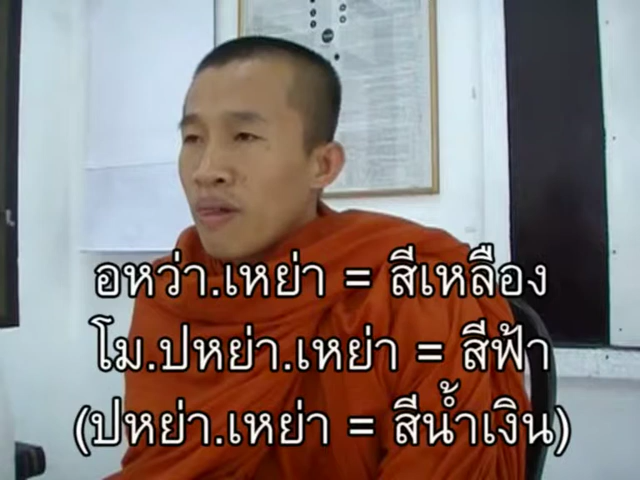 อหว่า.เหย่า = สีเหลือง
โม.ปหย่า.เหย่า = สีฟ้า
(ปหย่า.เหย่า = สีน้ำเงิน)